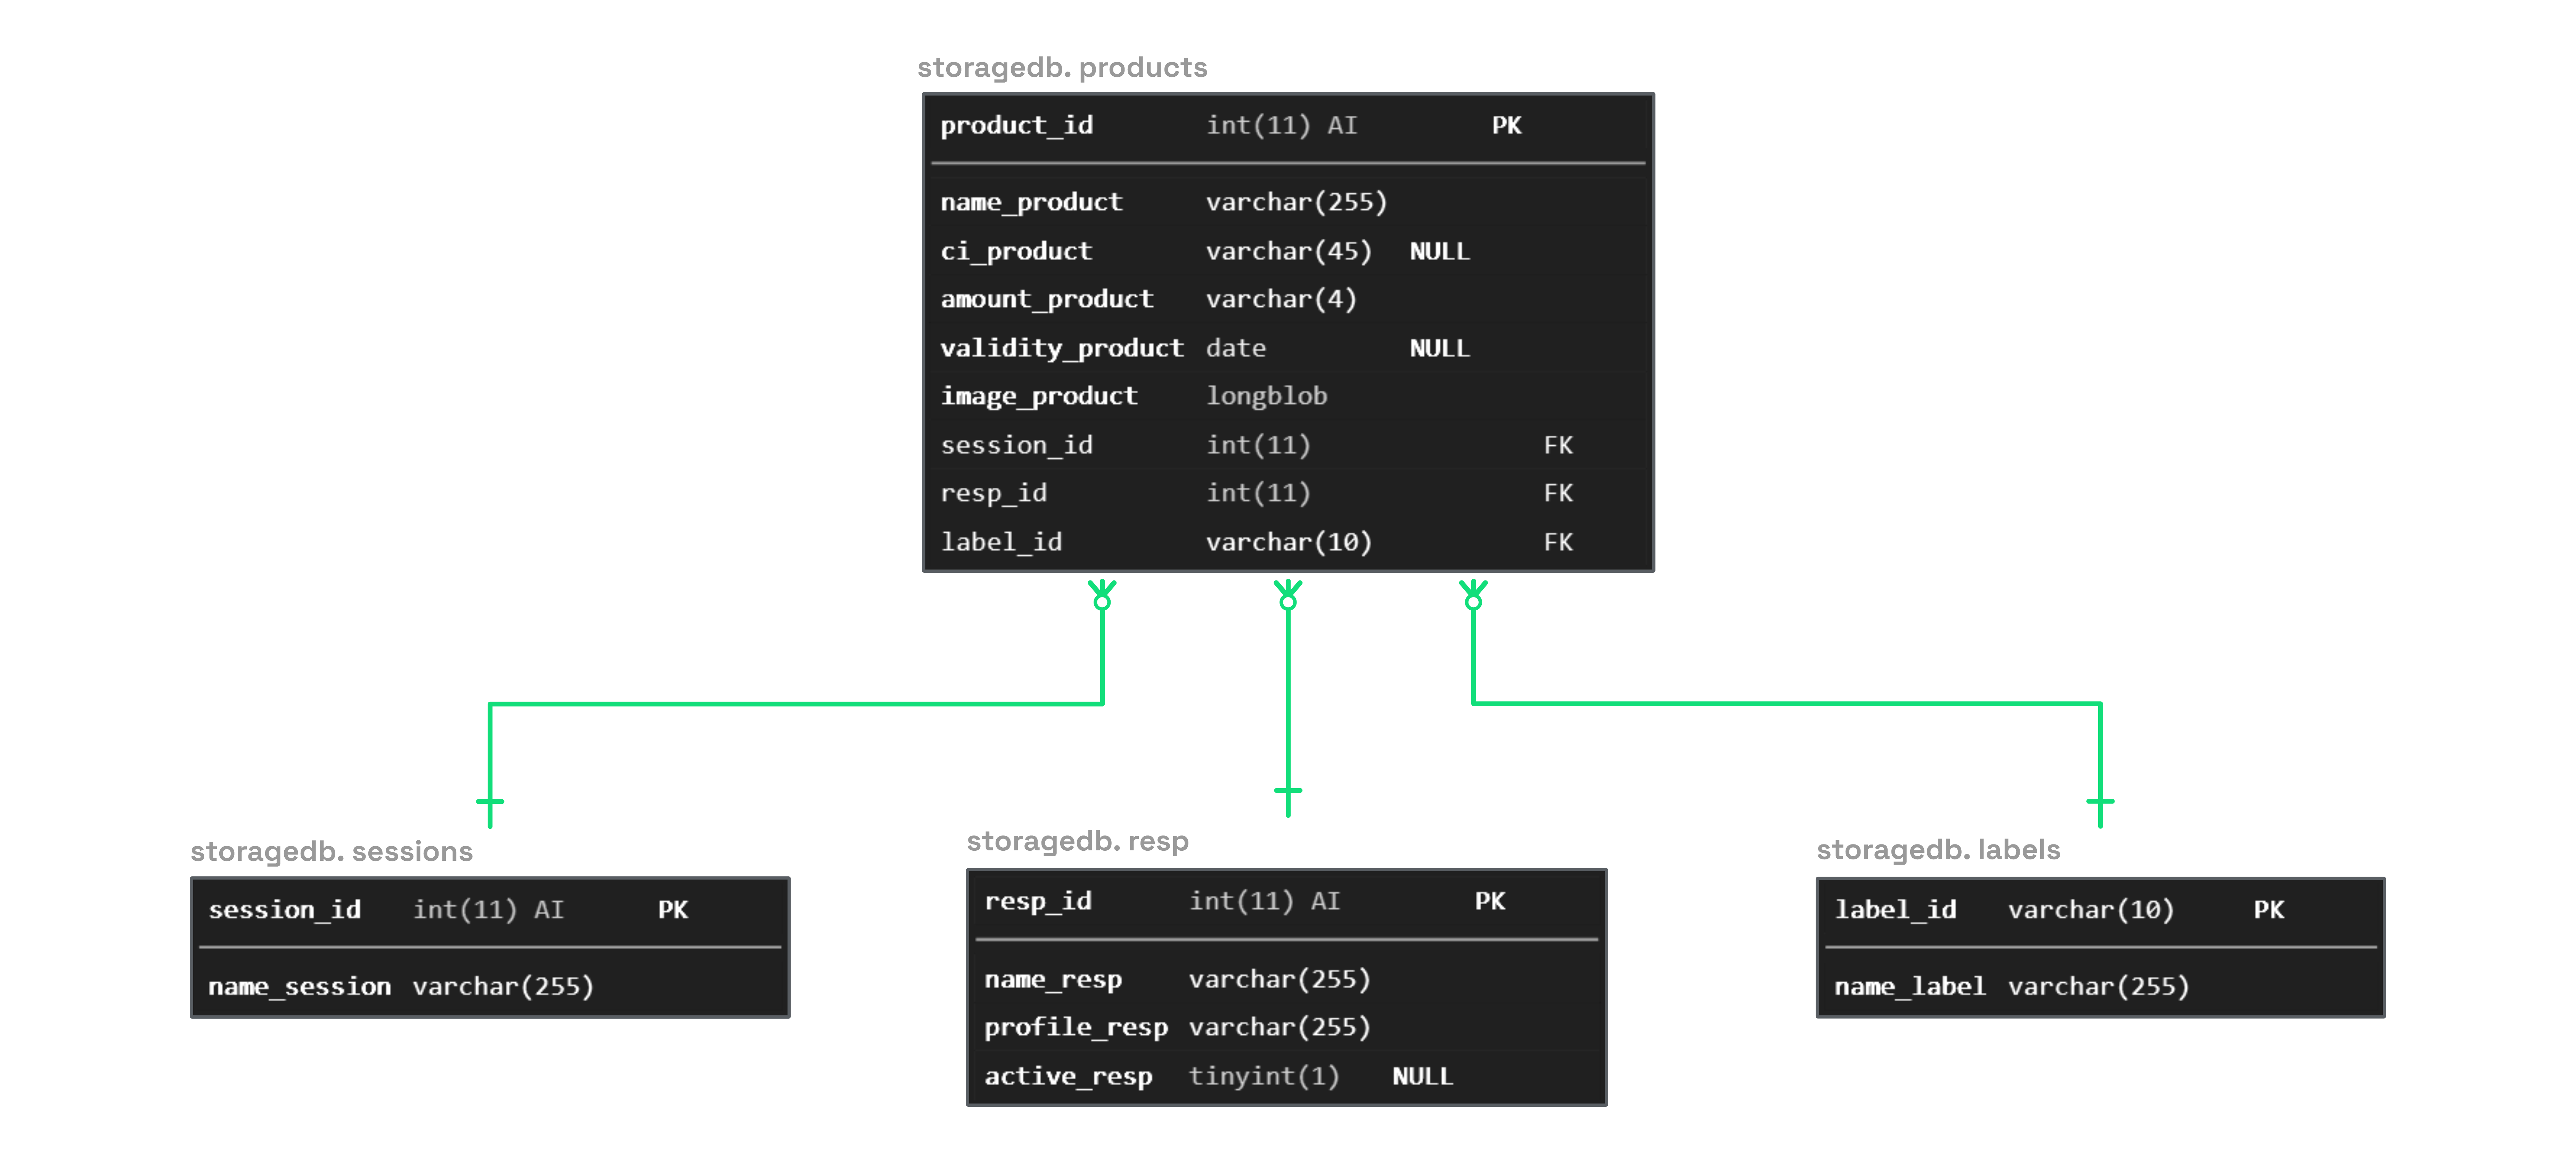 storagedb. products
product_id int(11) AI PK
name_product varchar(255)
ci_product varchar(45) NULL
amount_product varchar(4)
validity_product date NULL
image_product longblob
session_id int(11) FK
resp_id int(11) FK
label_id varchar(10) FK
storagedb. sessions
session_id int(11) AI PK
name_session varchar(255)
storagedb. resp
resp_id int(11) AI PK
name_resp varchar(255)
profile_resp varchar(255)
active_resp tinyint(1) NULL
storagedb. labels
label_id varchar(10) PK
name_label varchar(255)